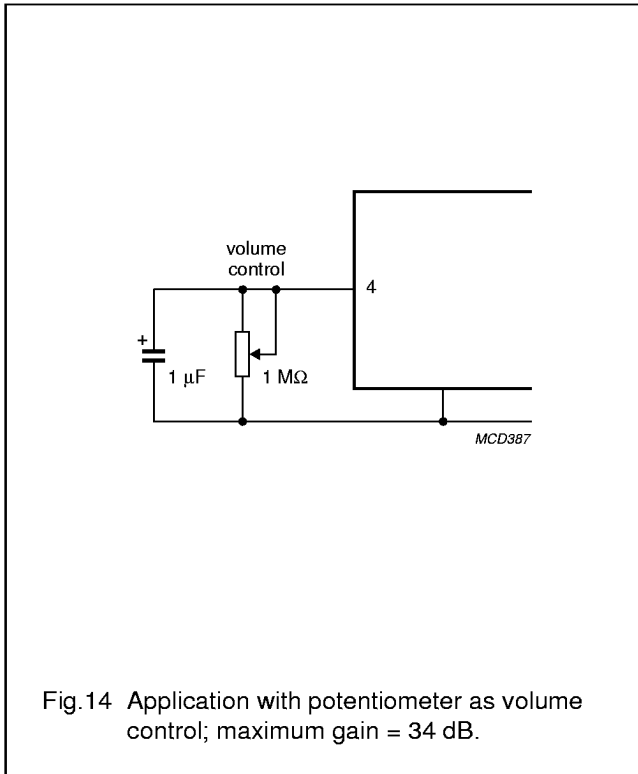 volume
control
4
+
1 μF
1 MΩ
MCD387
Fig.14 Application with potentiometer as volume
control; maximum gain = 34 dB.